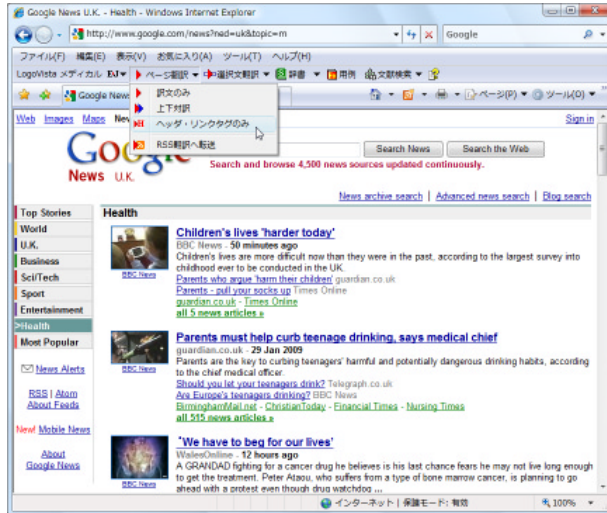 Google News U.K. - Health - Windows Internet Explorer
http://www.google.com/news?ned=uk&topic=m
Google
ファイル(F) 編集(E) 表示(V) お気に入り(A) ツール(T) ヘルプ(H)
LogoVista メディカル EJ ページ翻訳 選択文翻訳 辞書 用例 文献検索
訳文のみ
上下対訳
ヘッダ・リンクタグのみ
RSS翻訳へ転送
Google News
ページ(P) ツール(O)
Web Images Maps
Sign in
Google
News U.K.
Search News Search the Web
Search and browse 4,500 news sources updated continuously.
News archive search | Advanced news search | Blog search
Top Stories
World
U.K.
Business
Sci/Tech
Sport
Entertainment
>Health
Most Popular
News Alerts
RSS | Atom
About Feeds
New! Mobile News
About
Google News
Health
Children's lives 'harder today'
BBC News - 50 minutes ago
Children's lives are more difficult now than they were in the past, according to the largest survey into
childhood ever to be conducted in the UK.
Parents who argue 'harm their children' guardian.co.uk
Parents - pull your socks up Times Online
guardian.co.uk - Times Online
all 5 news articles »
BBC News
Parents must help curb teenage drinking, says medical chief
guardian.co.uk - 29 Jan 2009
Parents are the key to curbing teenagers' harmful and potentially dangerous drinking habits, according
to the chief medical officer.
Should you let your teenagers drink? Telegraph.co.uk
Are Europe's teenagers drinking? BBC News
BirminghamMail.net - ChristianToday - Financial Times - Nursing Times
all 515 news articles »
BBC News
'We have to beg for our lives'
WalesOnline - 12 hours ago
A GRANDAD fighting for a cancer drug he believes is his last chance fears he may not live long enough
to get the treatment. Peter Ataou, who suffers from a type of bone marrow cancer, is planning to go
ahead with a protest even though drug watchdog ...
BBC News
インターネット | 保護モード: 有効
100%